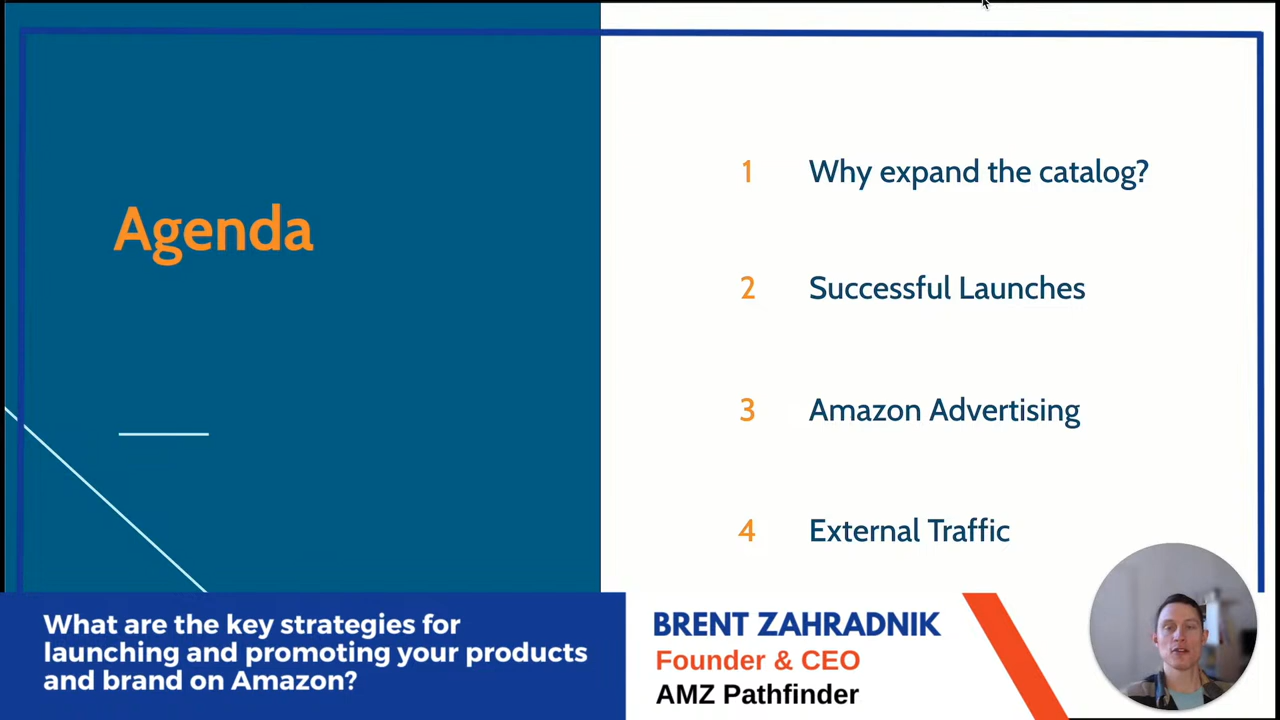 Agenda
1 Why expand the catalog?
2 Successful Launches
3 Amazon Advertising
4 External Traffic
What are the key strategies for
launching and promoting your products
and brand on Amazon?
BRENT ZAHRADNIK
Founder & CEO
AMZ Pathfinder